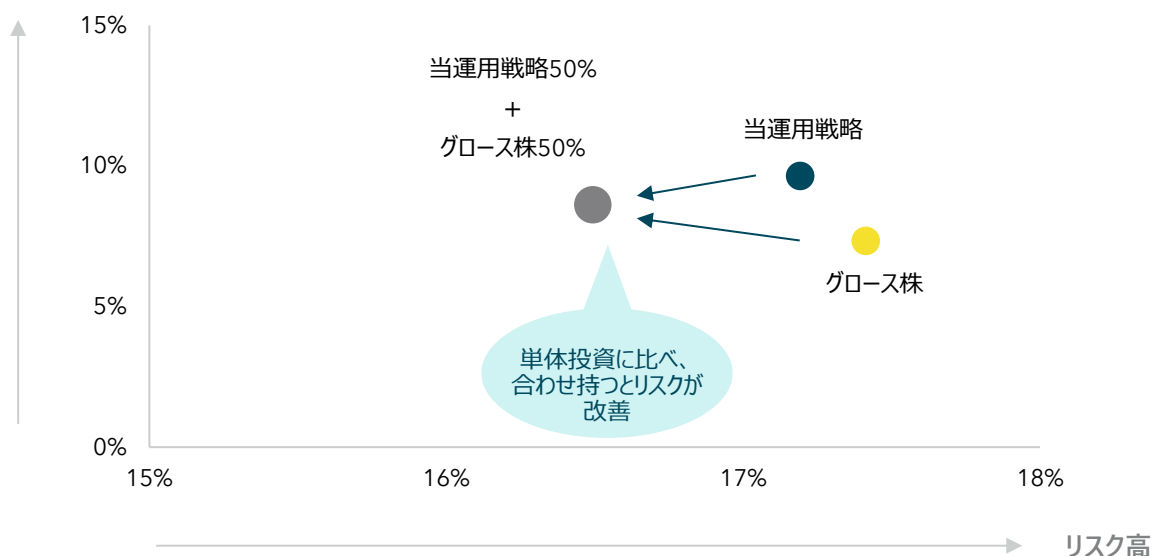 15%
当運用戦略50%
+
グロース株50%
当運用戦略
10%
グロース株
5%
単体投資に比べ、
合わせ持つとリスクが
改善
0%
15%
16%
17%
18%
リスク高